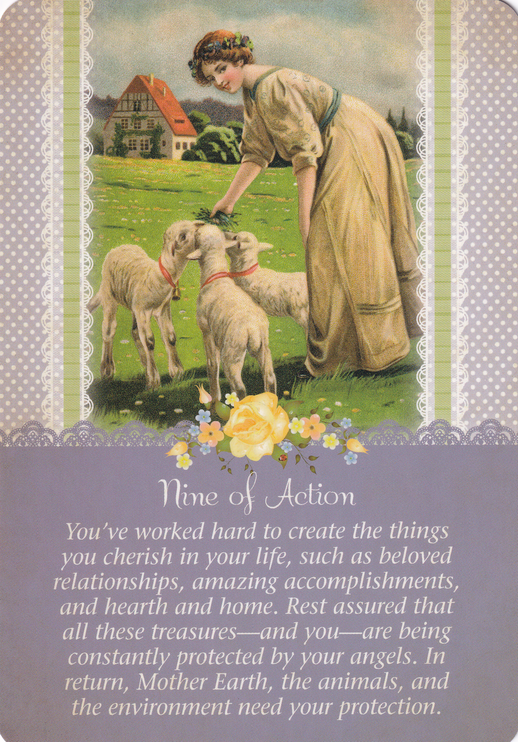 Nine of Action
You've worked hard to create the things
you cherish in your life, such as beloved
relationships, amazing accomplishments,
and hearth and home. Rest assured that
all these treasures—and you—are being
constantly protected by your angels. In
return, Mother Earth, the animals, and
the environment need your protection.